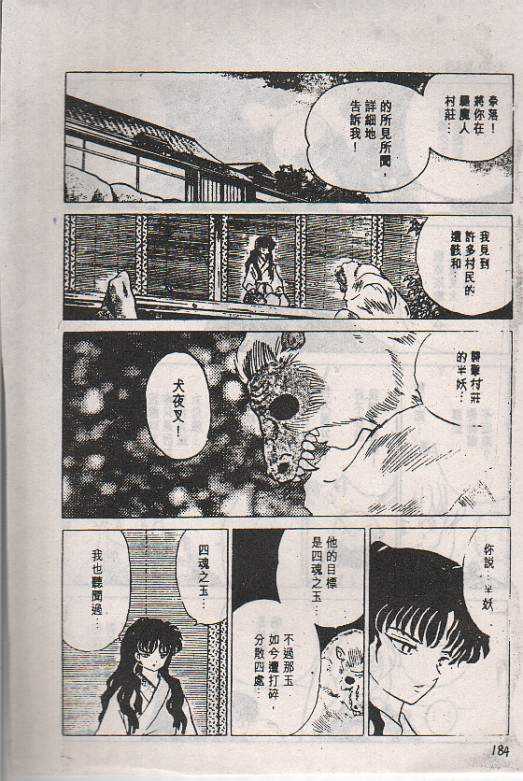 奈落！
將你在
驅魔人
村莊…
的所見所聞，
詳細地
告訴我！
我見到
許多村民的
遺骸和…
襲擊村莊
的半妖…
犬夜叉！
你說…半妖…
他的目標
是四魂之玉…
不過那玉
如今遭打碎，
分散四處…
四魂之玉…
我也聽聞過…
184